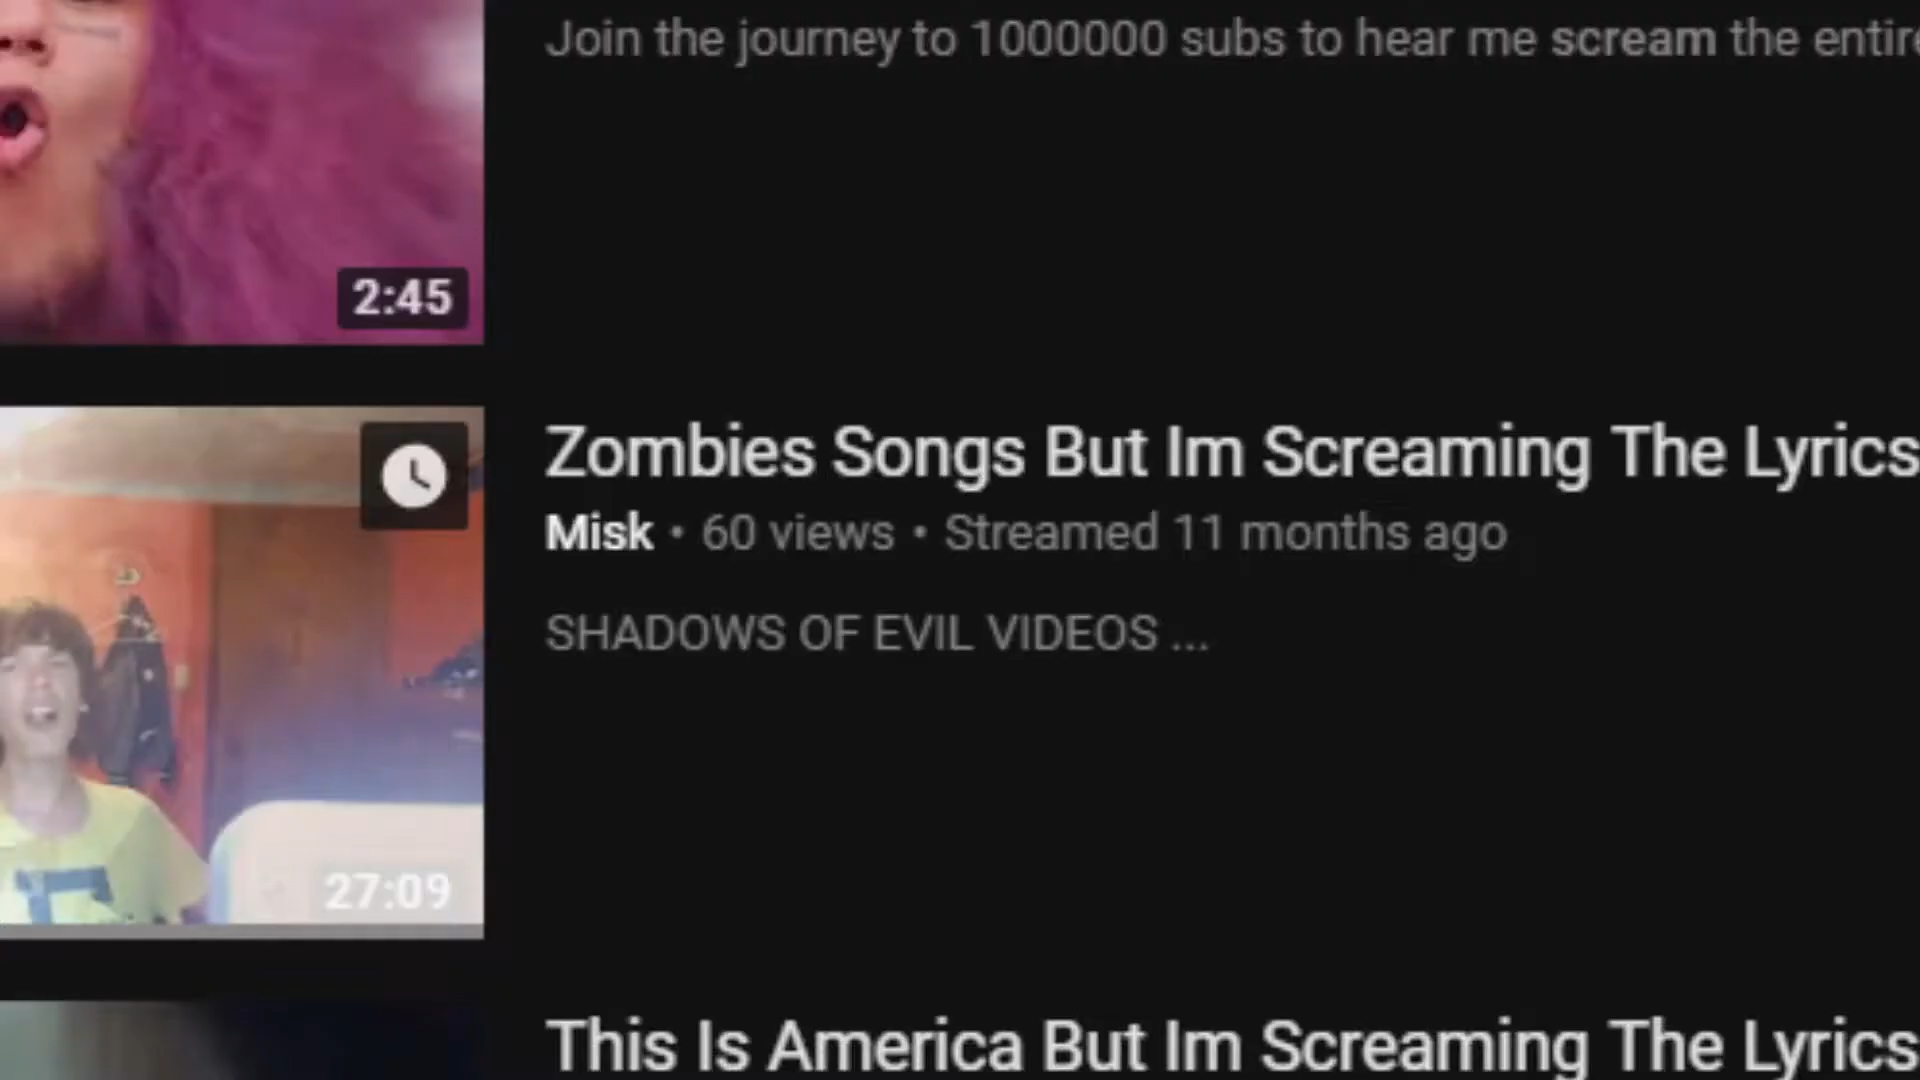 Join the journey to 1000000 subs to hear me scream the entire
2:45
Zombies Songs But Im Screaming The Lyrics
Misk • 60 views • Streamed 11 months ago
SHADOWS OF EVIL VIDEOS ...
27:09
This Is America But Im Screaming The Lyrics